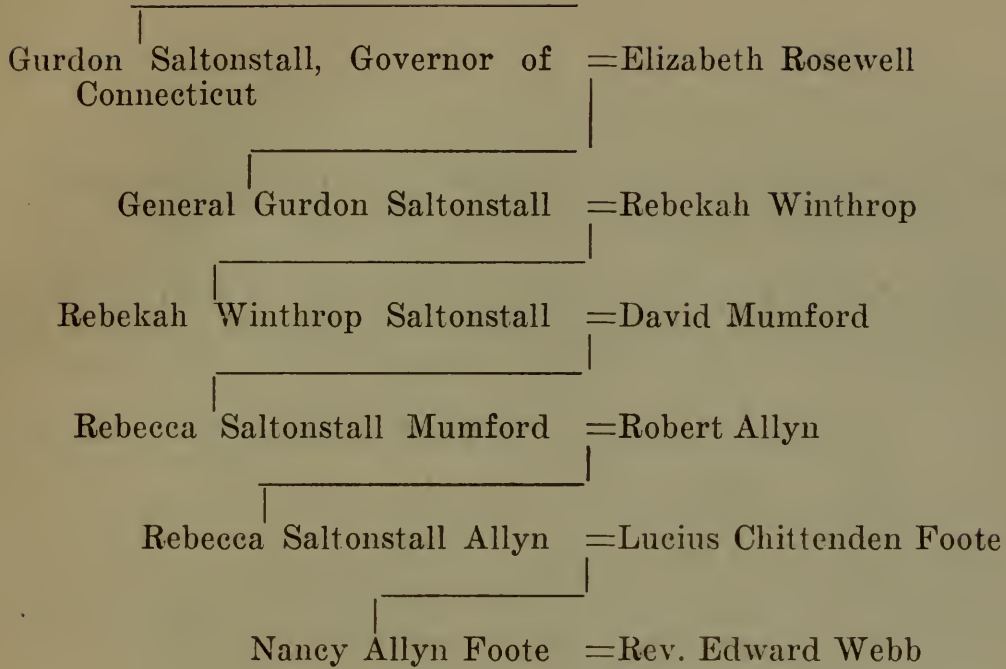 Gurdon Saltonstall, Governor of =Elizabeth Rosewell
Connecticut
General Gurdon Saltonstall =Rebekah Winthrop
Rebekah Winthrop Saltonstall =David Mumford
Rebecca Saltonstall Mumford =Robert Allyn
Rebecca Saltonstall Allyn =Lucius Chittenden Foote
Nancy Allyn Foote =Rev. Edward Webb